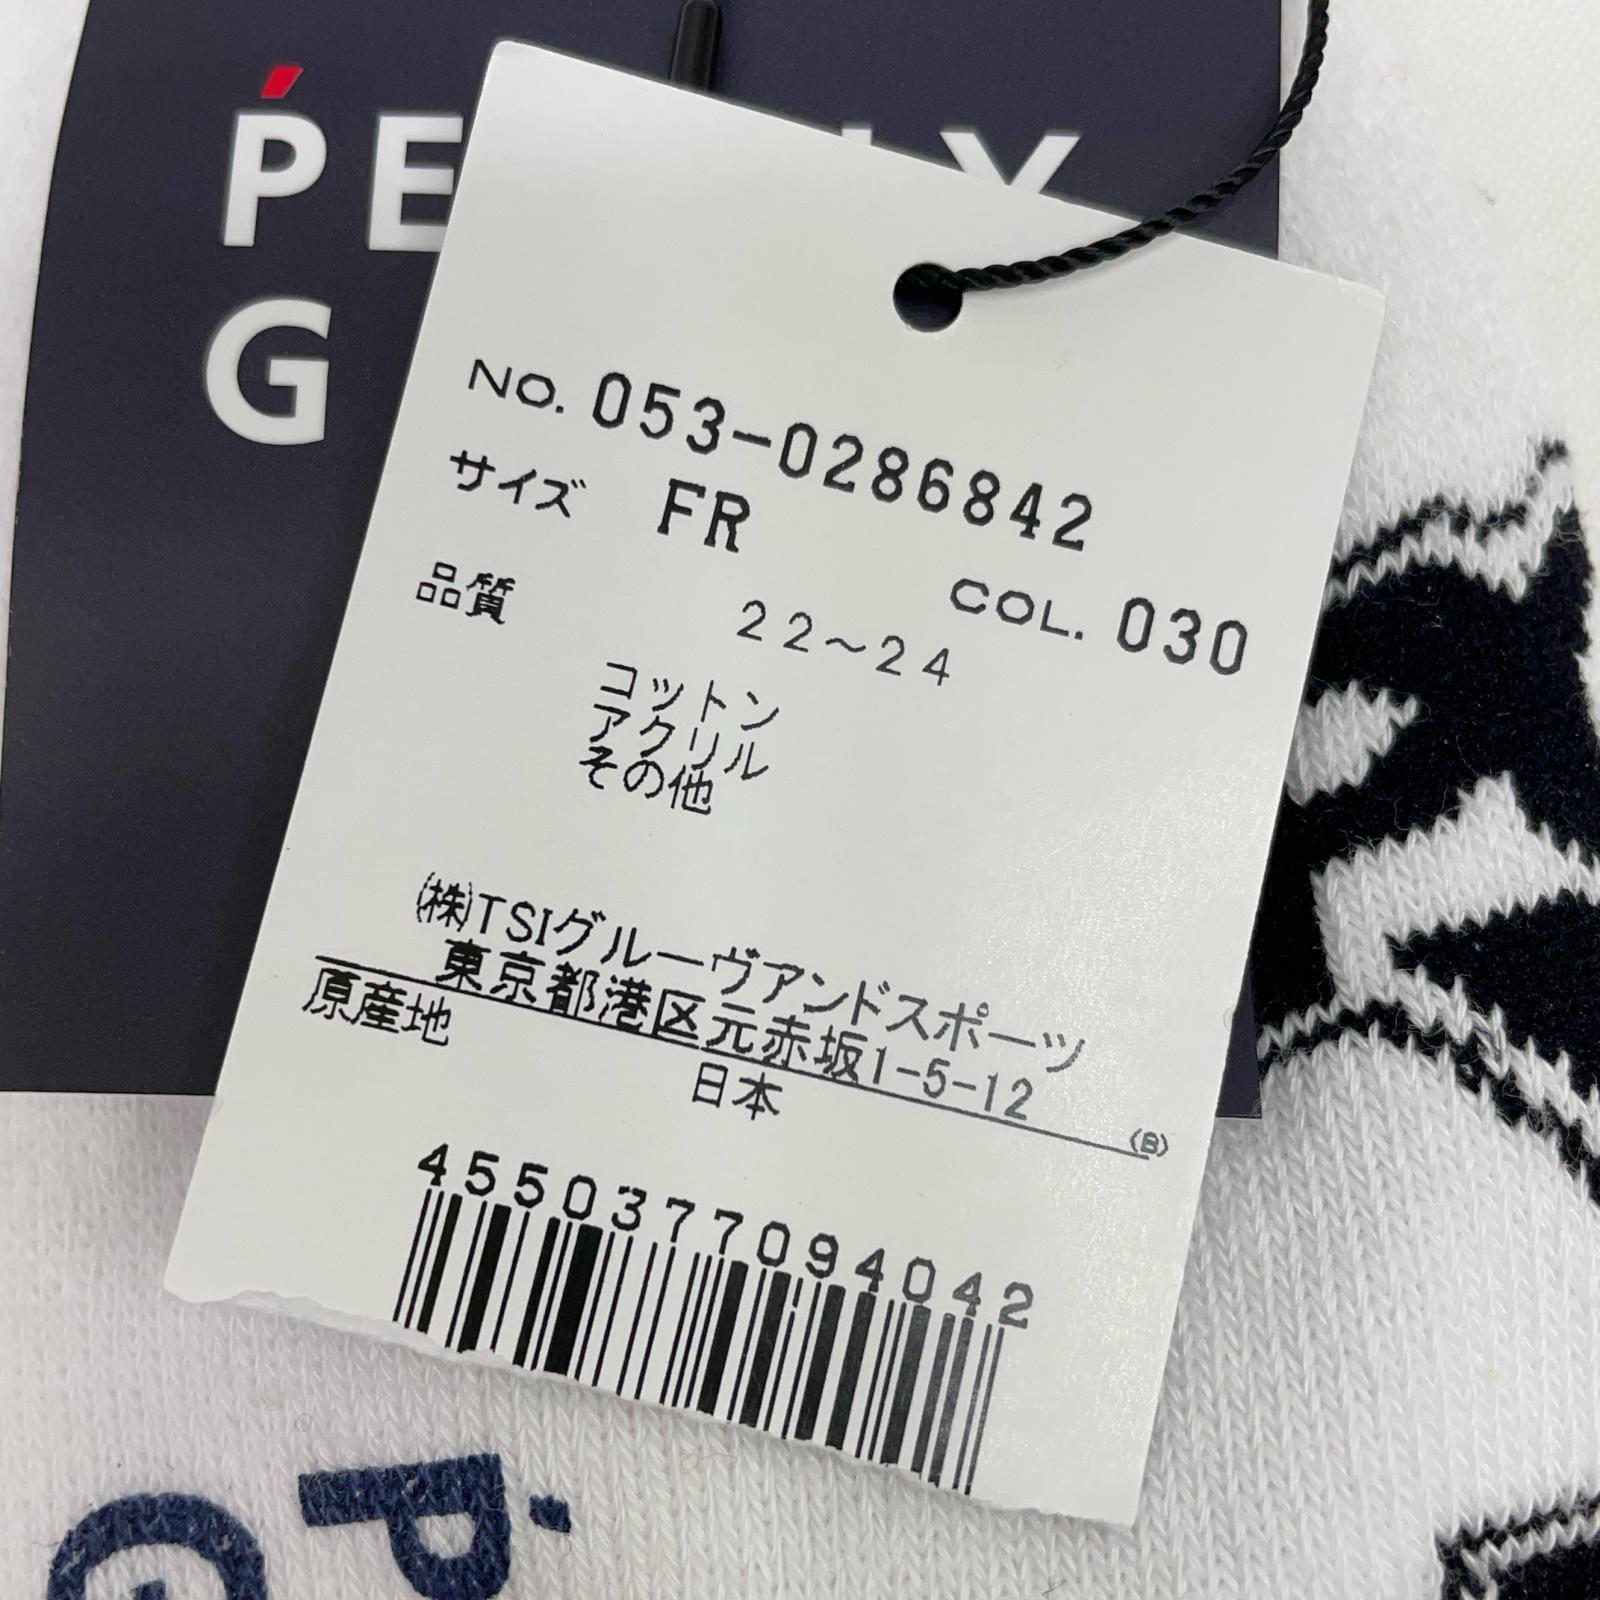 G
NO. 053-0286842
サイズ FR
COL. 030
品質 22~24
コットン
アクリル
その他
㈱TSIグルーヴアンドスポーツ
東京都港区元赤坂1-5-12
原産地
日本
(B)
4550377094042
P
G